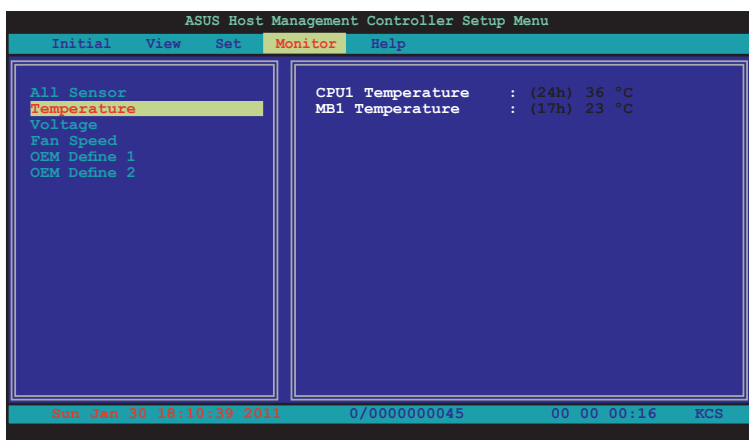 ASUS Host Management Controller Setup Menu
Initial View Set Monitor Help
All Sensor
Temperature
Voltage
Fan Speed
OEM Define 1
OEM Define 2
CPU1 Temperature : (24h) 36 °C
MB1 Temperature : (17h) 23 °C
Sun Jan 30 18:10:39 2011 0/0000000045 00 00 00:16 KCS